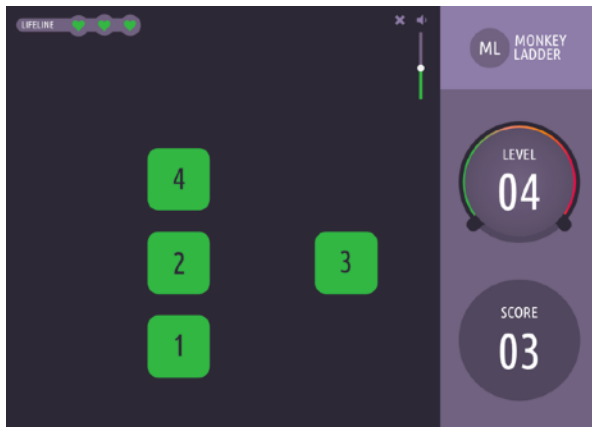 LIFELINE
ML MONKEY
LADDER
4
2 3
1
LEVEL
04
SCORE
03